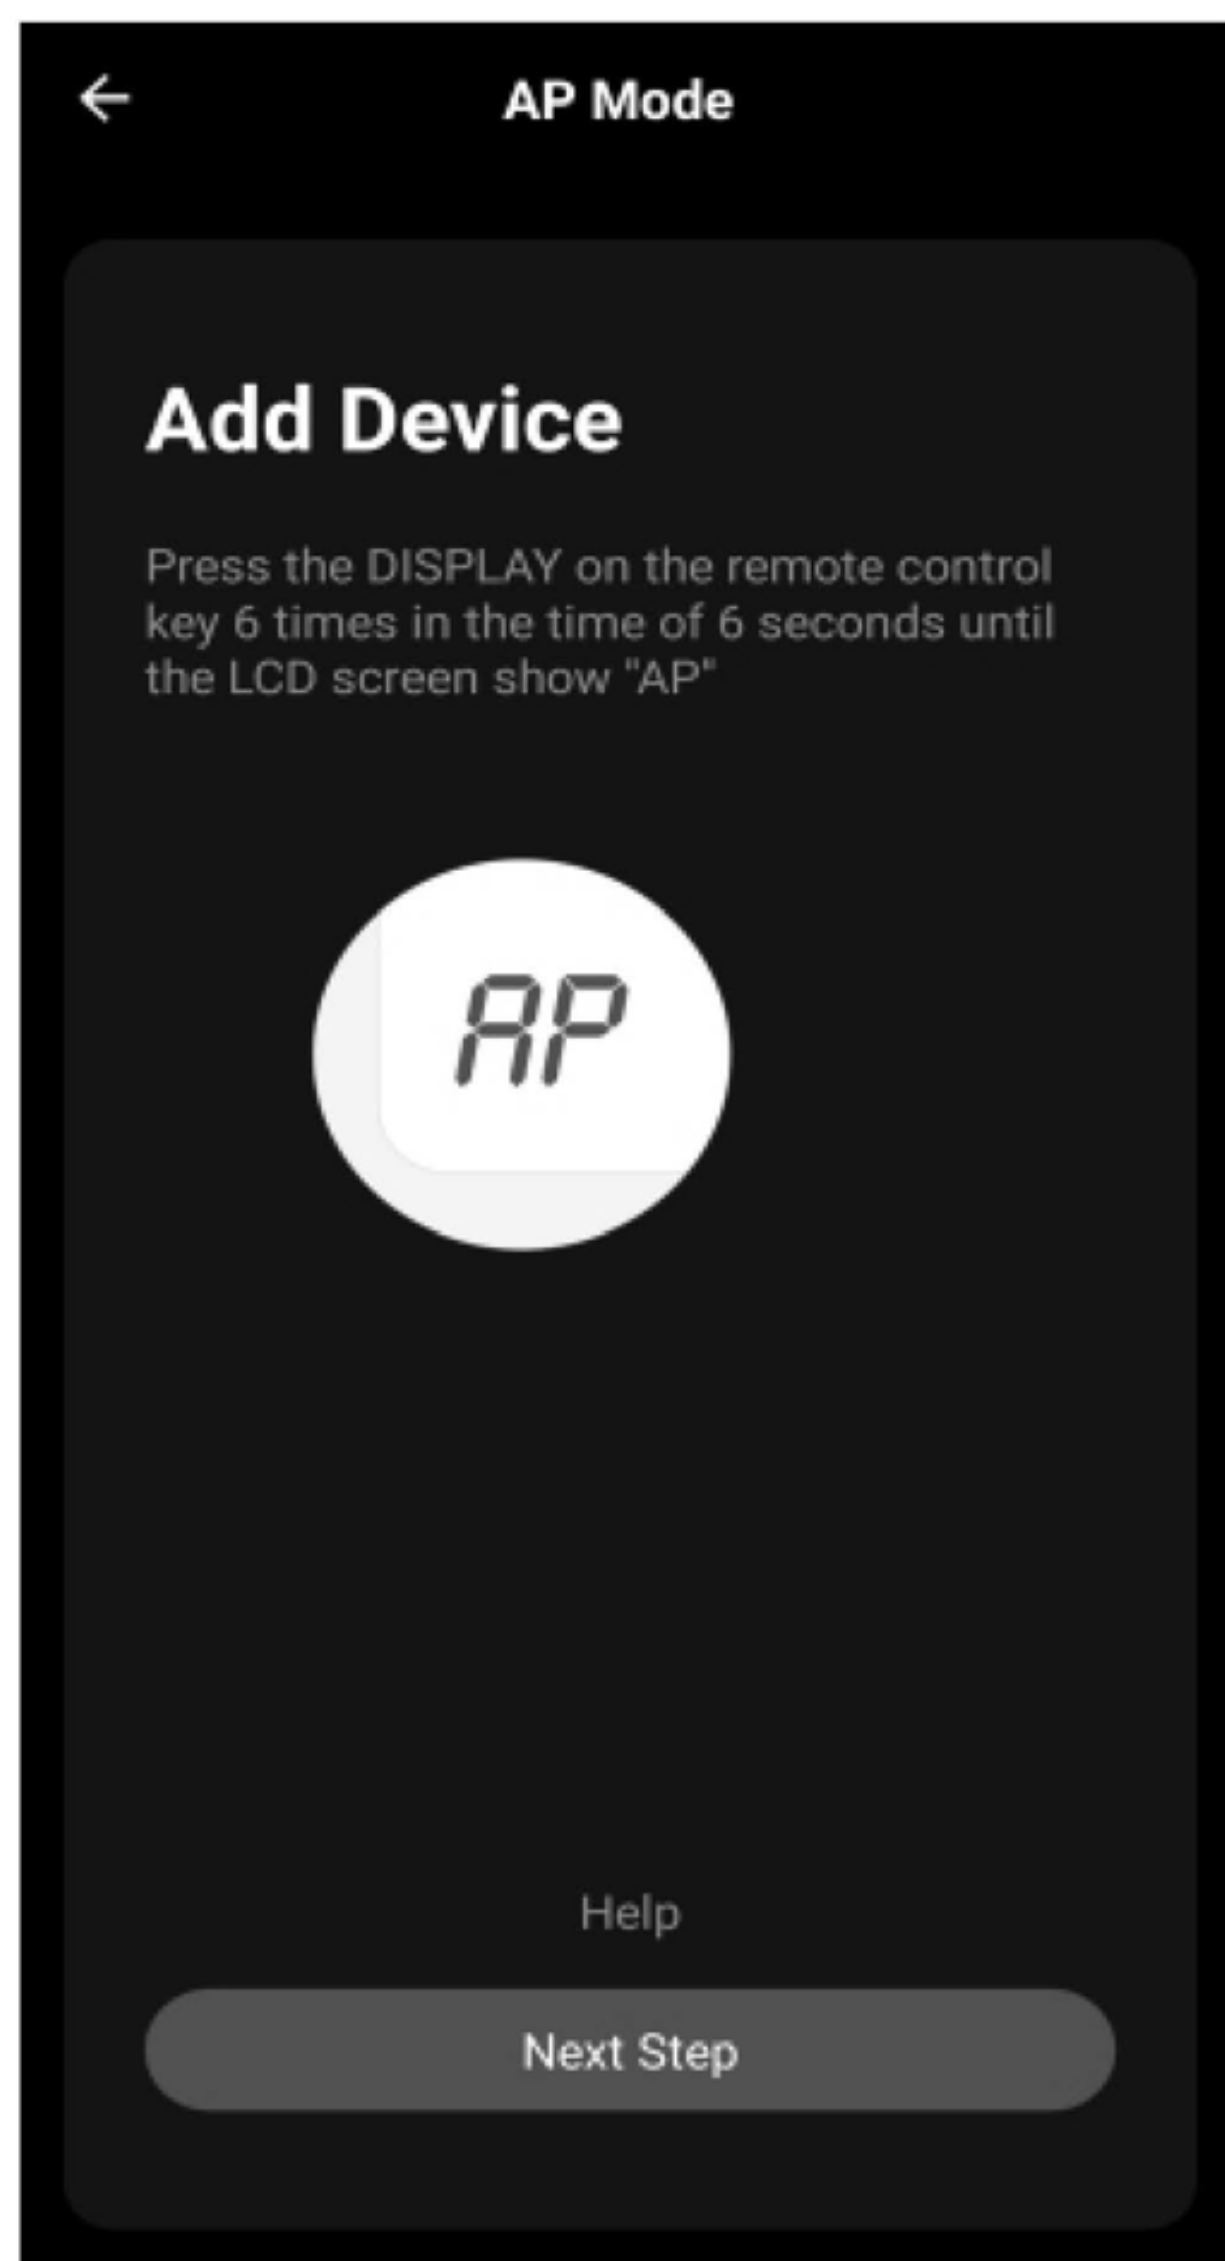 AP Mode
Add Device
Press the DISPLAY on the remote control
key 6 times in the time of 6 seconds until
the LCD screen show "AP"
AP
Help
Next Step